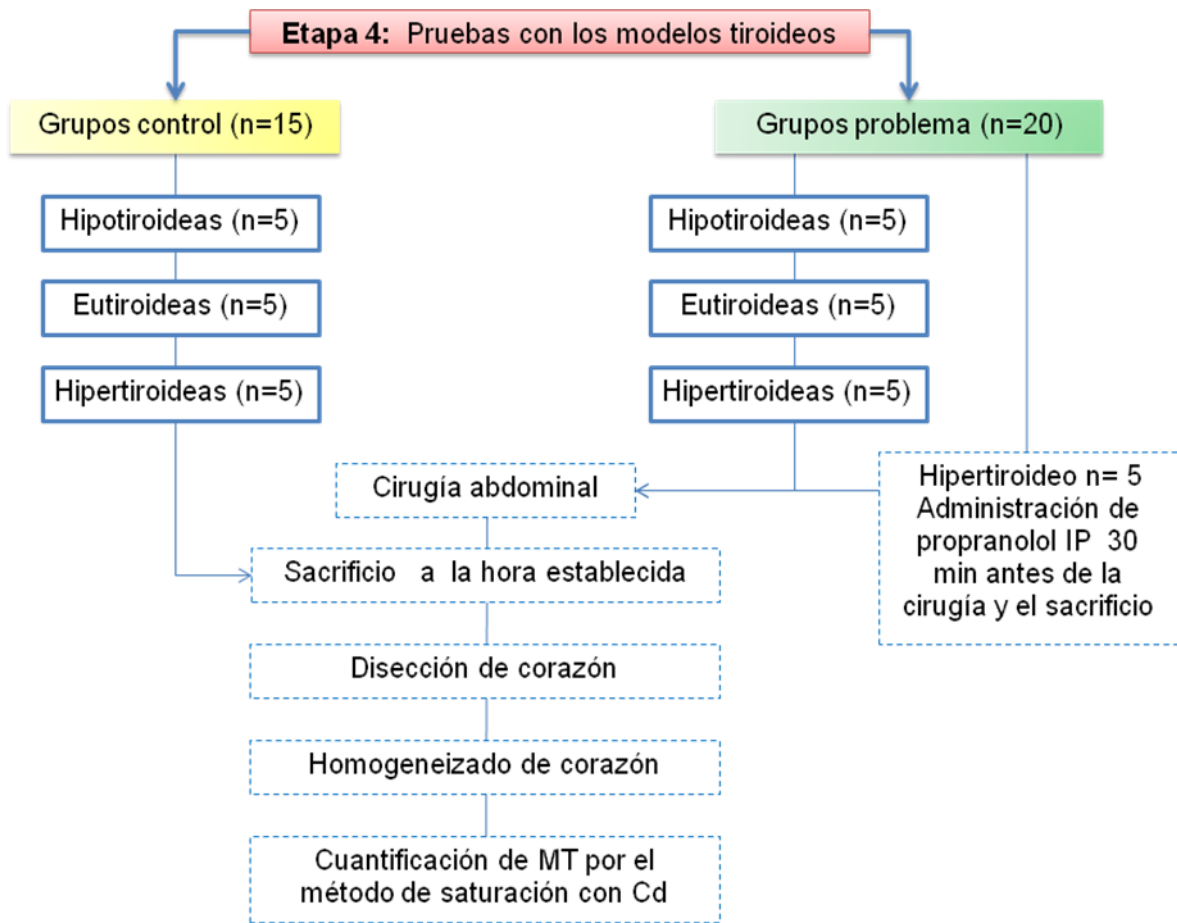 Etapa 4: Pruebas con los modelos tiroideos
Grupos control (n=15)
Grupos problema (n=20)
Hipotiroideas (n=5)
Eutiroideas (n=5)
Hipertiroideas (n=5)
Hipotiroideas (n=5)
Eutiroideas (n=5)
Hipertiroideas (n=5)
Hipertiroideo n= 5
Administración de
propranolol IP 30
min antes de la
cirugía y el sacrificio
Cirugía abdominal
Sacrificio a la hora establecida
Disección de corazón
Homogeneizado de corazón
Cuantificación de MT por el
método de saturación con Cd